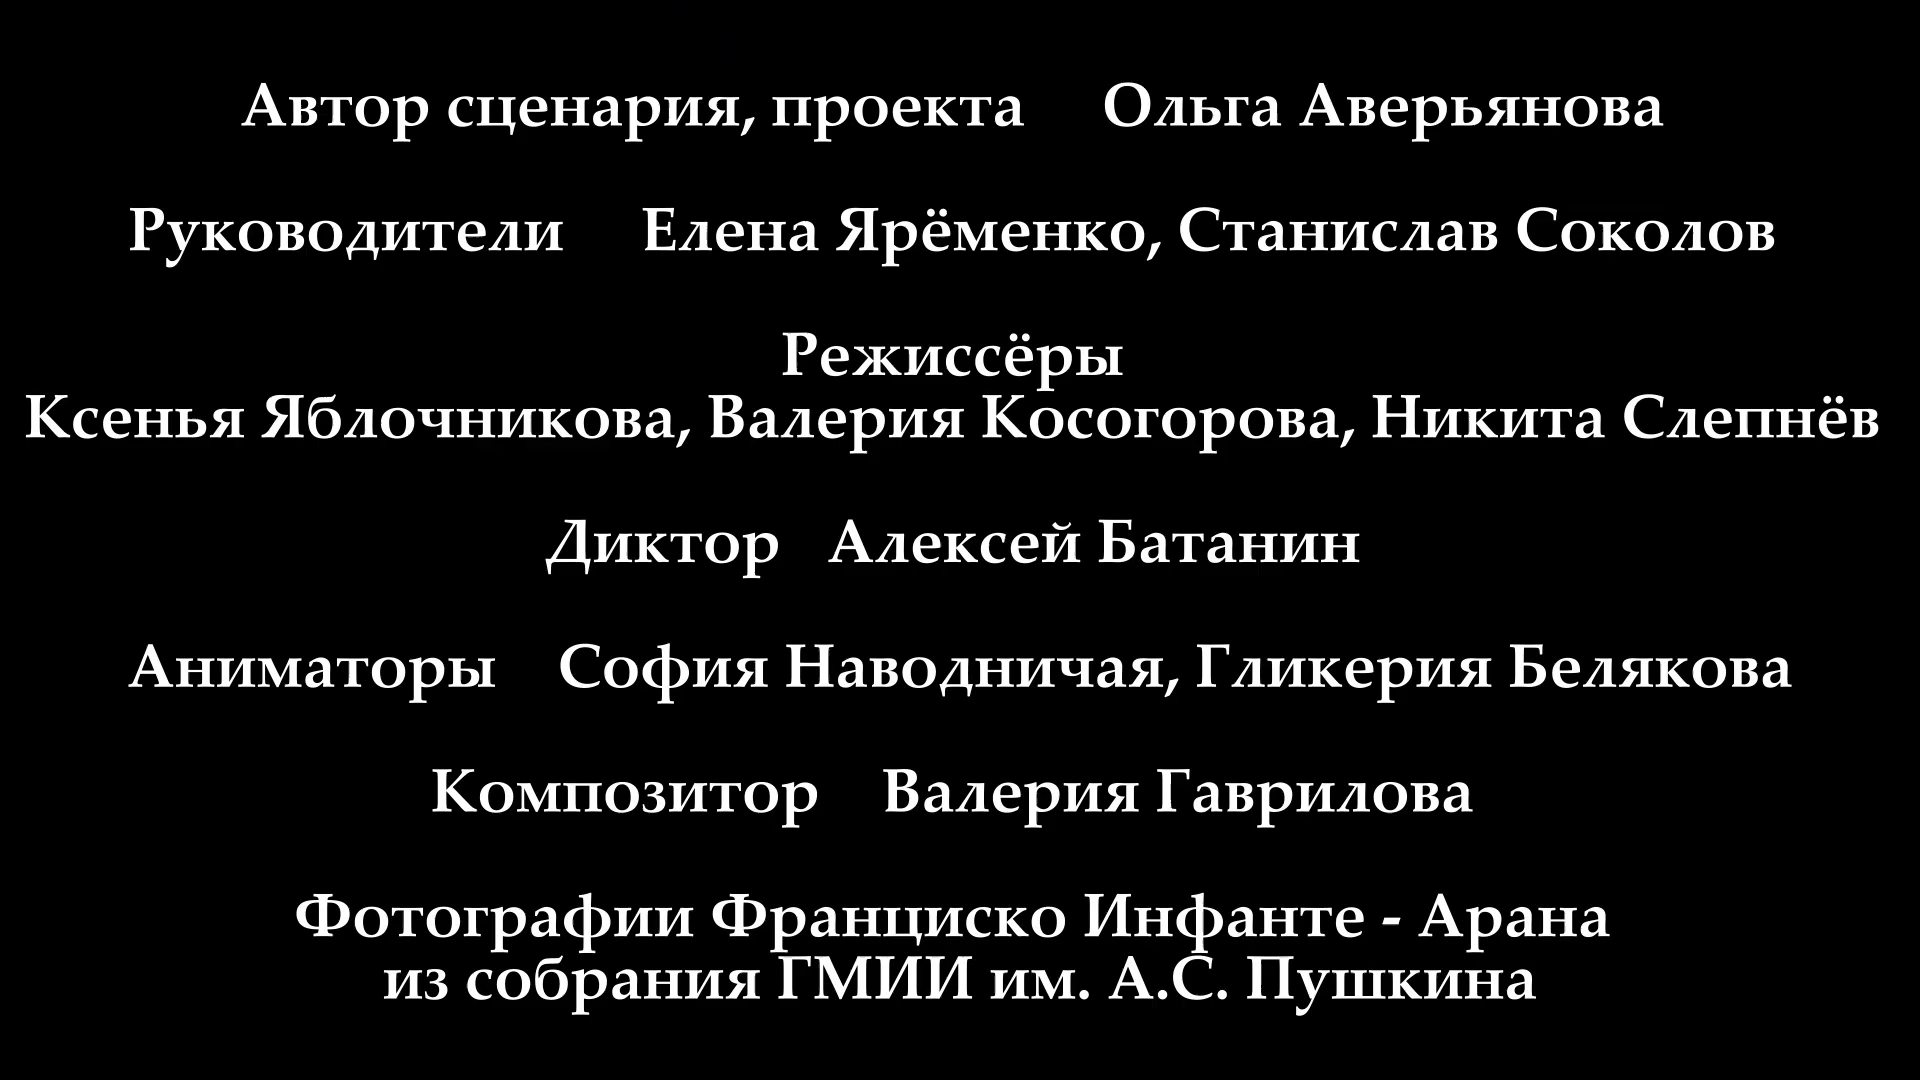 Автор сценария, проекта Ольга Аверьянова
Руководители Елена Ярёменко, Станислав Соколов
Режиссёры
Ксенья Яблочникова, Валерия Косогорова, Никита Слепнёв
Диктор Алексей Батанин
Аниматоры София Наводничая, Гликерия Белякова
Композитор Валерия Гаврилова
Фотографии Франциско Инфанте - Арана
из собрания ГМИИ им. А.С. Пушкина